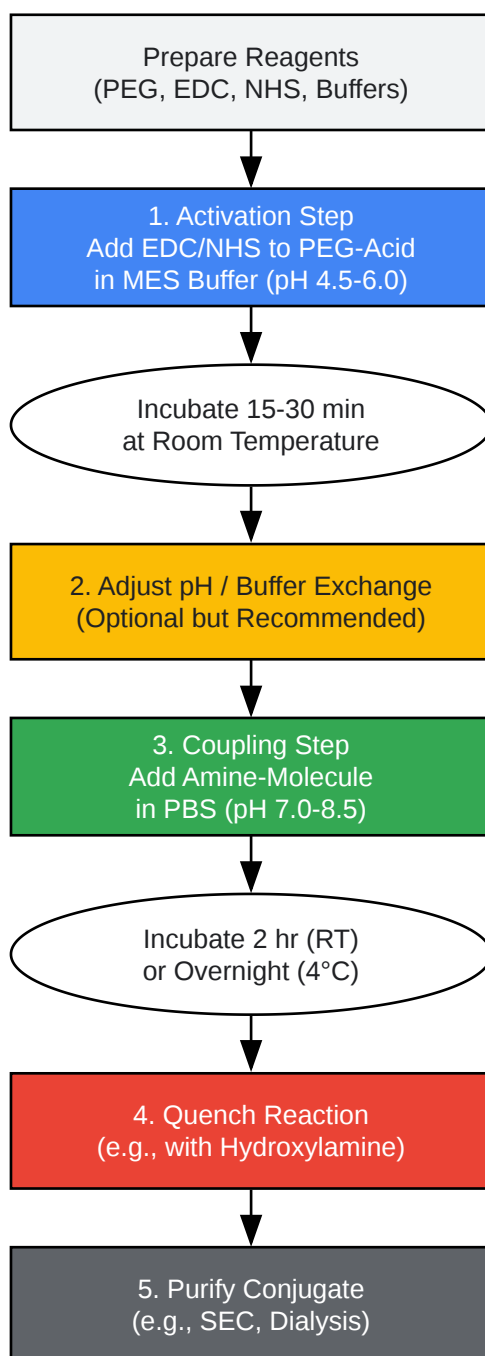 Prepare Reagents
(PEG, EDC, NHS, Buffers)
1. Activation Step
Add EDC/NHS to PEG-Acid
in MES Buffer (pH 4.5-6.0)
Incubate 15-30 min
at Room Temperature
2. Adjust pH / Buffer Exchange
(Optional but Recommended)
3. Coupling Step
Add Amine-Molecule
in PBS (pH 7.0-8.5)
Incubate 2 hr (RT)
or Overnight (4°C)
4. Quench Reaction
(e.g., with Hydroxylamine)
5. Purify Conjugate
(e.g., SEC, Dialysis)